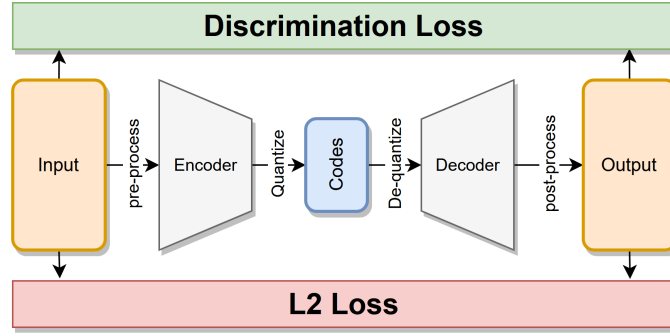 Discrimination Loss
Input
pre-process
Encoder
Quantize
Codes
De-quantize
Decoder
post-process
Output
L2 Loss